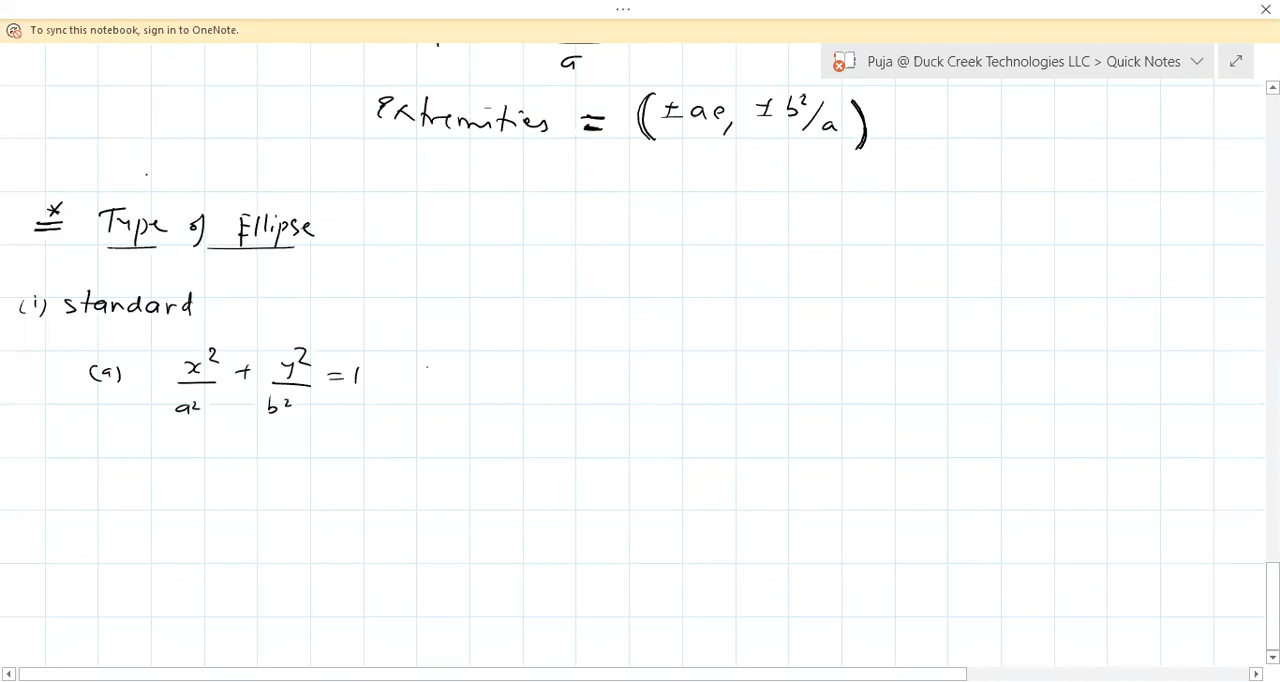 ...
To sync this notebook, sign in to OneNote.
Puja @ Duck Creek Technologies LLC > Quick Notes
a
extremities = (±ae, ±b²/a)
* Type of Ellipse
(i) standard
(a) x²/a² + y²/b² = 1